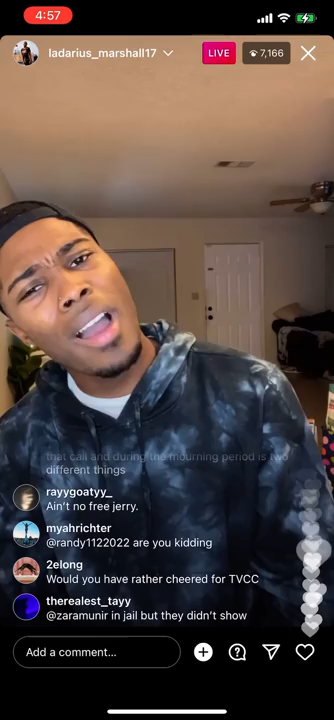 4:57
ladarius_marshall17
LIVE
7,166
that call and during the mourning period is two
different things
rayygoatyy_
Ain't no free jerry.
myahrichter
@randy1122022 are you kidding
2elong
Would you have rather cheered for TVCC
therealest_tayy
@zaramunir in jail but they didn't show
Add a comment...